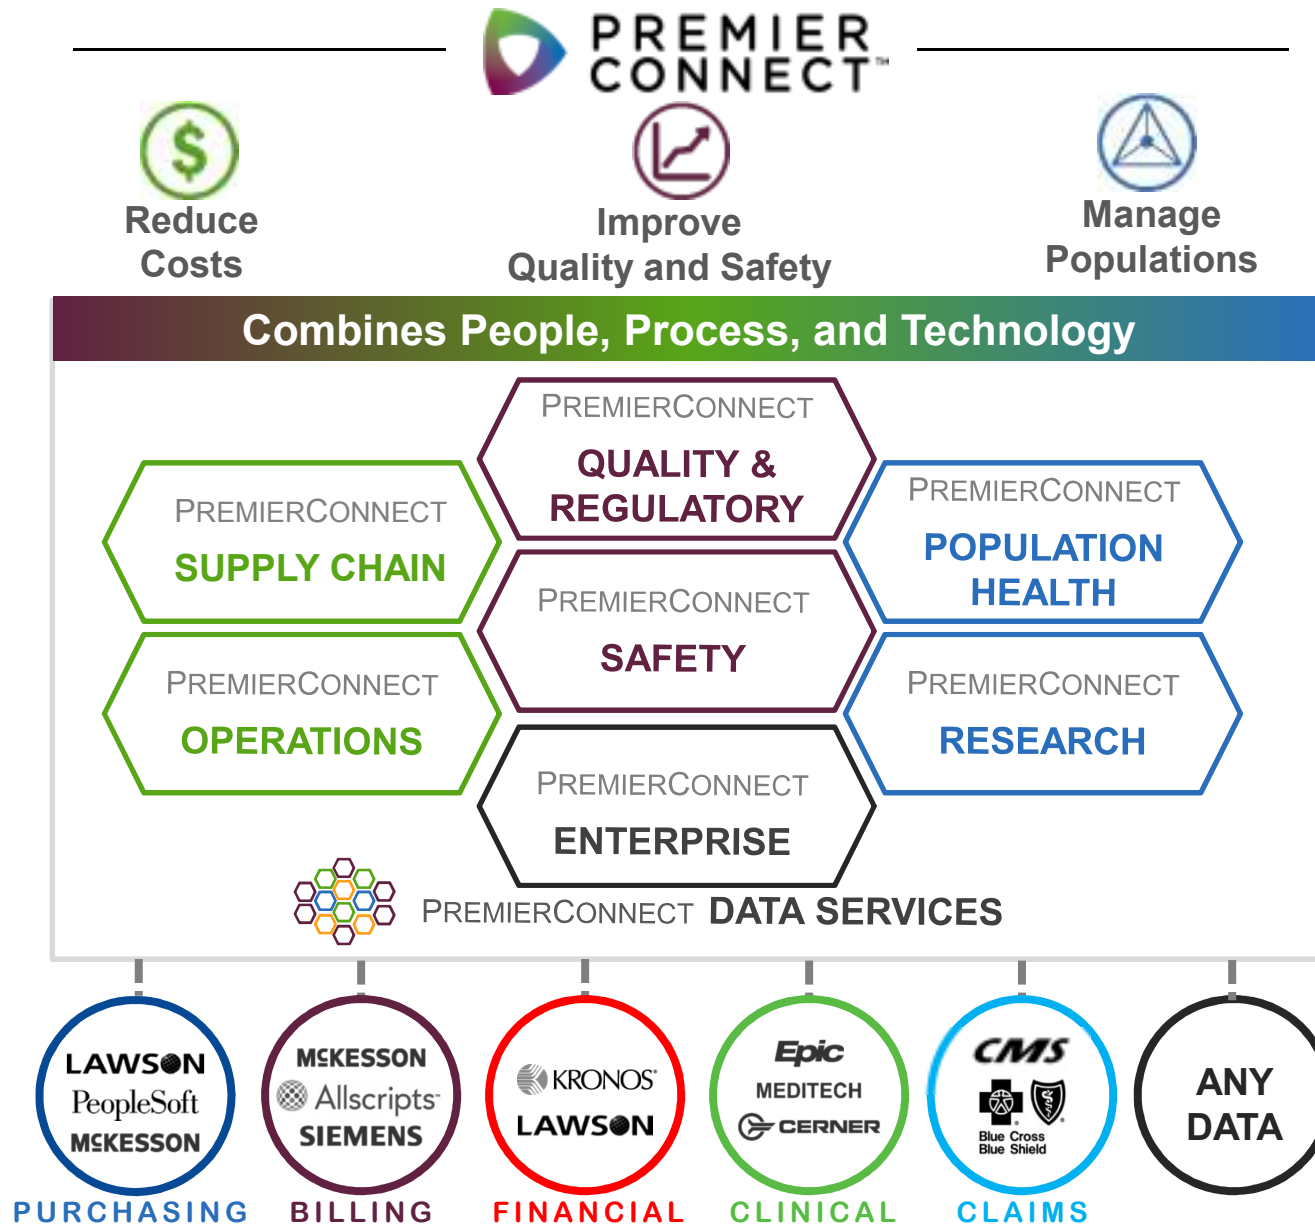 PREMIER
CONNECT™
Reduce
Costs
Improve
Quality and Safety
Manage
Populations
Combines People, Process, and Technology
PREMIERCONNECT
QUALITY &
REGULATORY
PREMIERCONNECT
SUPPLY CHAIN
PREMIERCONNECT
POPULATION
HEALTH
PREMIERCONNECT
SAFETY
PREMIERCONNECT
OPERATIONS
PREMIERCONNECT
RESEARCH
PREMIERCONNECT
ENTERPRISE
PREMIERCONNECT DATA SERVICES
LAWSON
PeopleSoft
MCKESSON
PURCHASING
MCKESSON
Allscripts
SIEMENS
BILLING
KRONOS
LAWSON
FINANCIAL
Epic
MEDITECH
CERNER
CLINICAL
CMS
Blue Cross
Blue Shield
CLAIMS
ANY
DATA